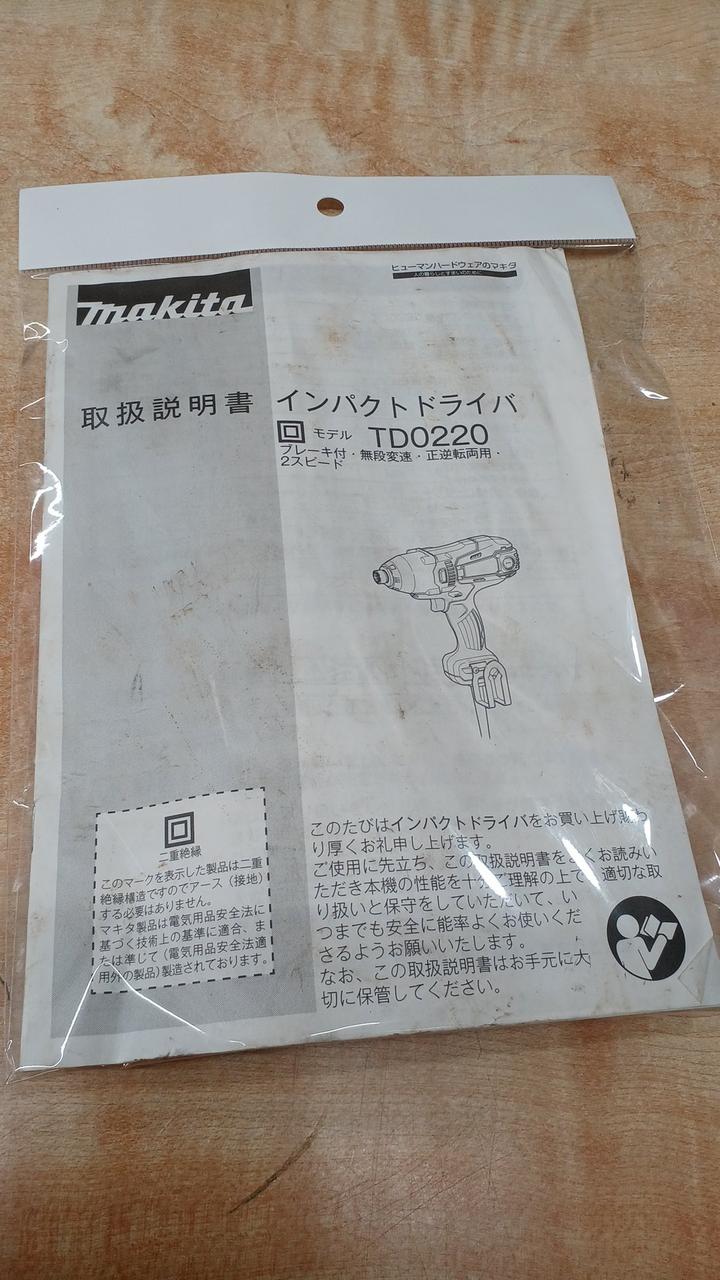 makita
ヒューマンハードウェアのマキタ
人の暮らしとすまいのために
取扱説明書
インパクトドライバ
モデル TD0220
ブレーキ付・無段変速・正逆転両用・
2スピード
二重絶縁
このマークを表示した製品は二重
絶縁構造ですのでアース（接地）
する必要はありません。
マキタ製品は電気用品安全法に
基づく技術上の基準に適合、ま
たは準じて（電気用品安全法適
用外の製品）製造されております。
このたびはインパクトドライバをお買い上げ賜わ
り厚くお礼申し上げます。
ご使用に先立ち、この取扱説明書をよくお読みい
ただき本機の性能を十分ご理解の上で、適切な取
り扱いと保守をしていただいて、い
つまでも安全に能率よくお使いくだ
さるようお願いいたします。
なお、この取扱説明書はお手元に大
切に保管してください。